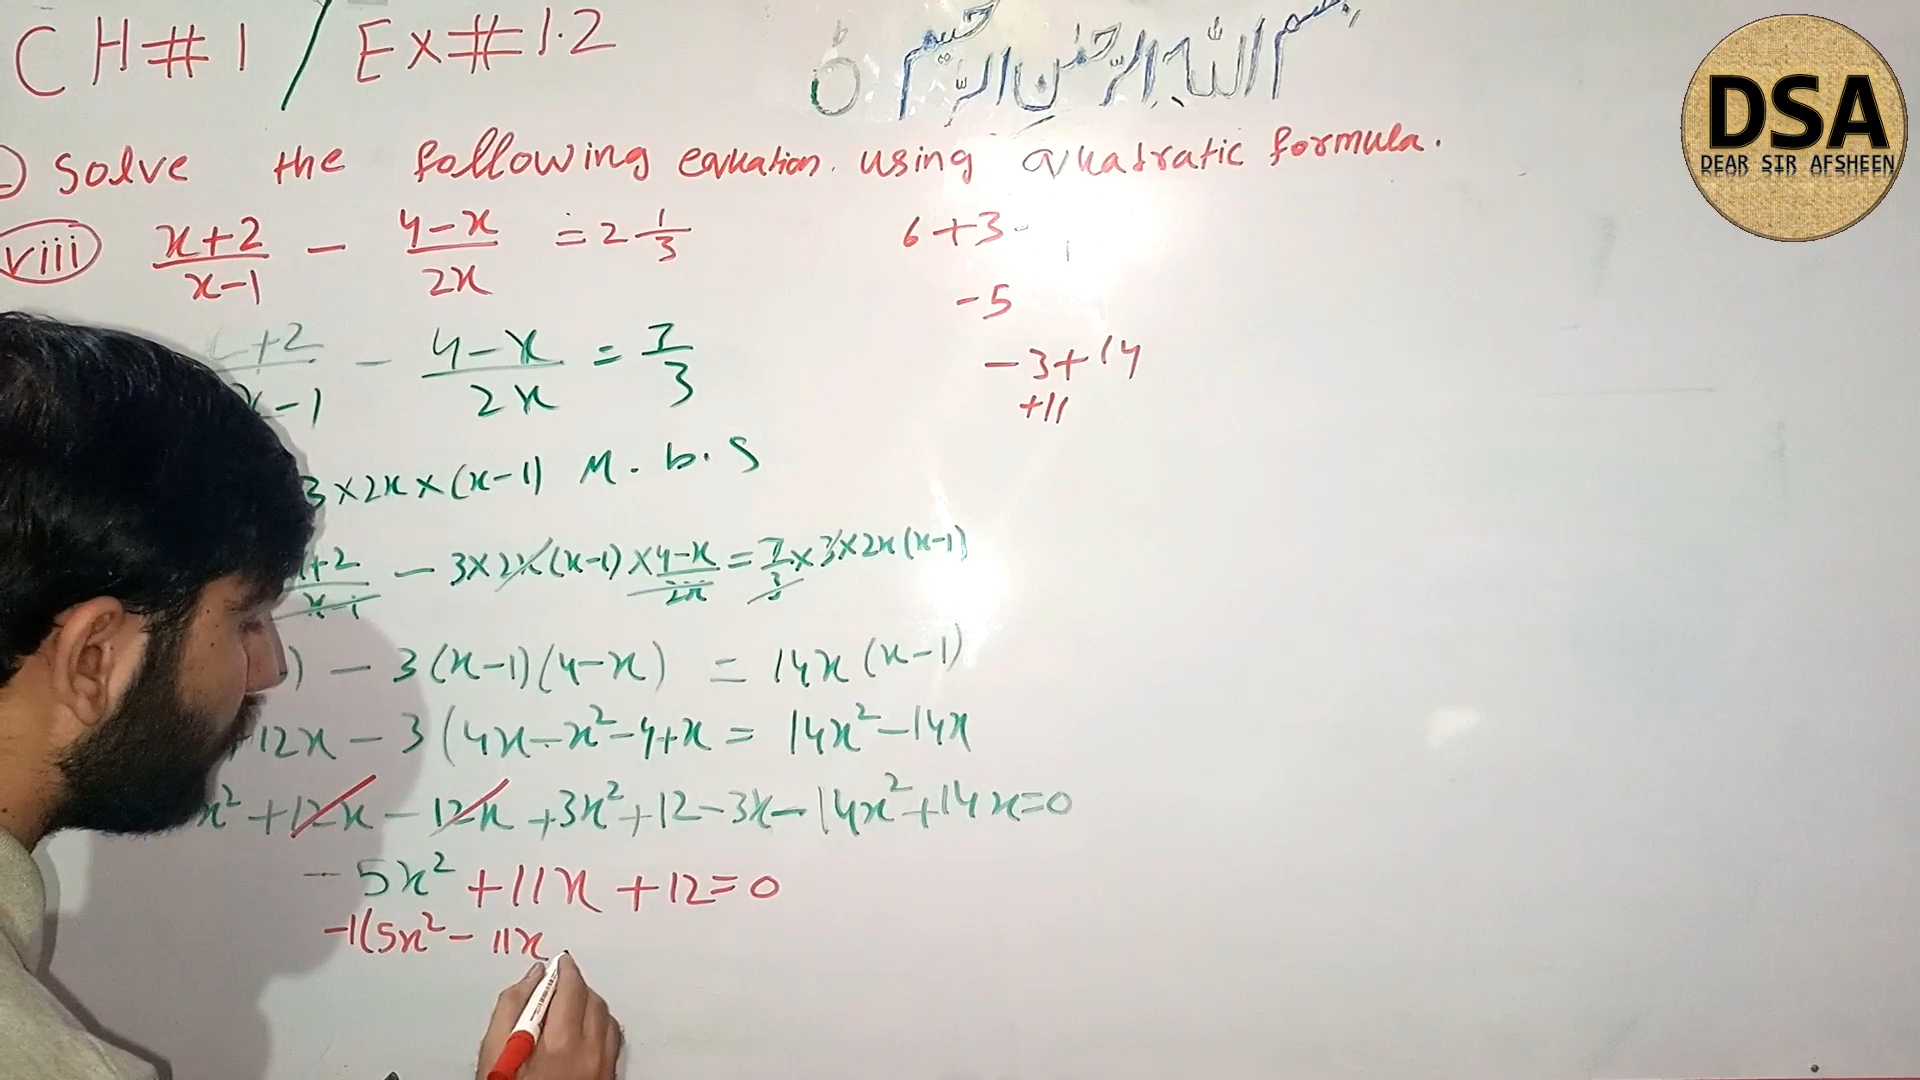 CH#1 / Ex#1.2
بسم اللہ الرحمٰن الرحیم
DSA
DEAR SIR AFSHEEN
Solve the following equation. using quadratic formula.
viii) x+2/x-1 - 4-x/2x = 2 1/3
6+3-
-5
-3+14
+11
+2/x-1 - 4-x/2x = 7/3
3×2x×(x-1) M.b.S
x+2/x-1 - 3×2x(x-1)×4-x/2x = 7/3×3×2x(x-1)
) - 3(x-1)(4-x) = 14x(x-1)
12x - 3(4x-x²-4+x = 14x²-14x
x²+12x-12x+3x²+12-3x-14x²+14x=0
-5x²+11x+12=0
-1(5x²-11x